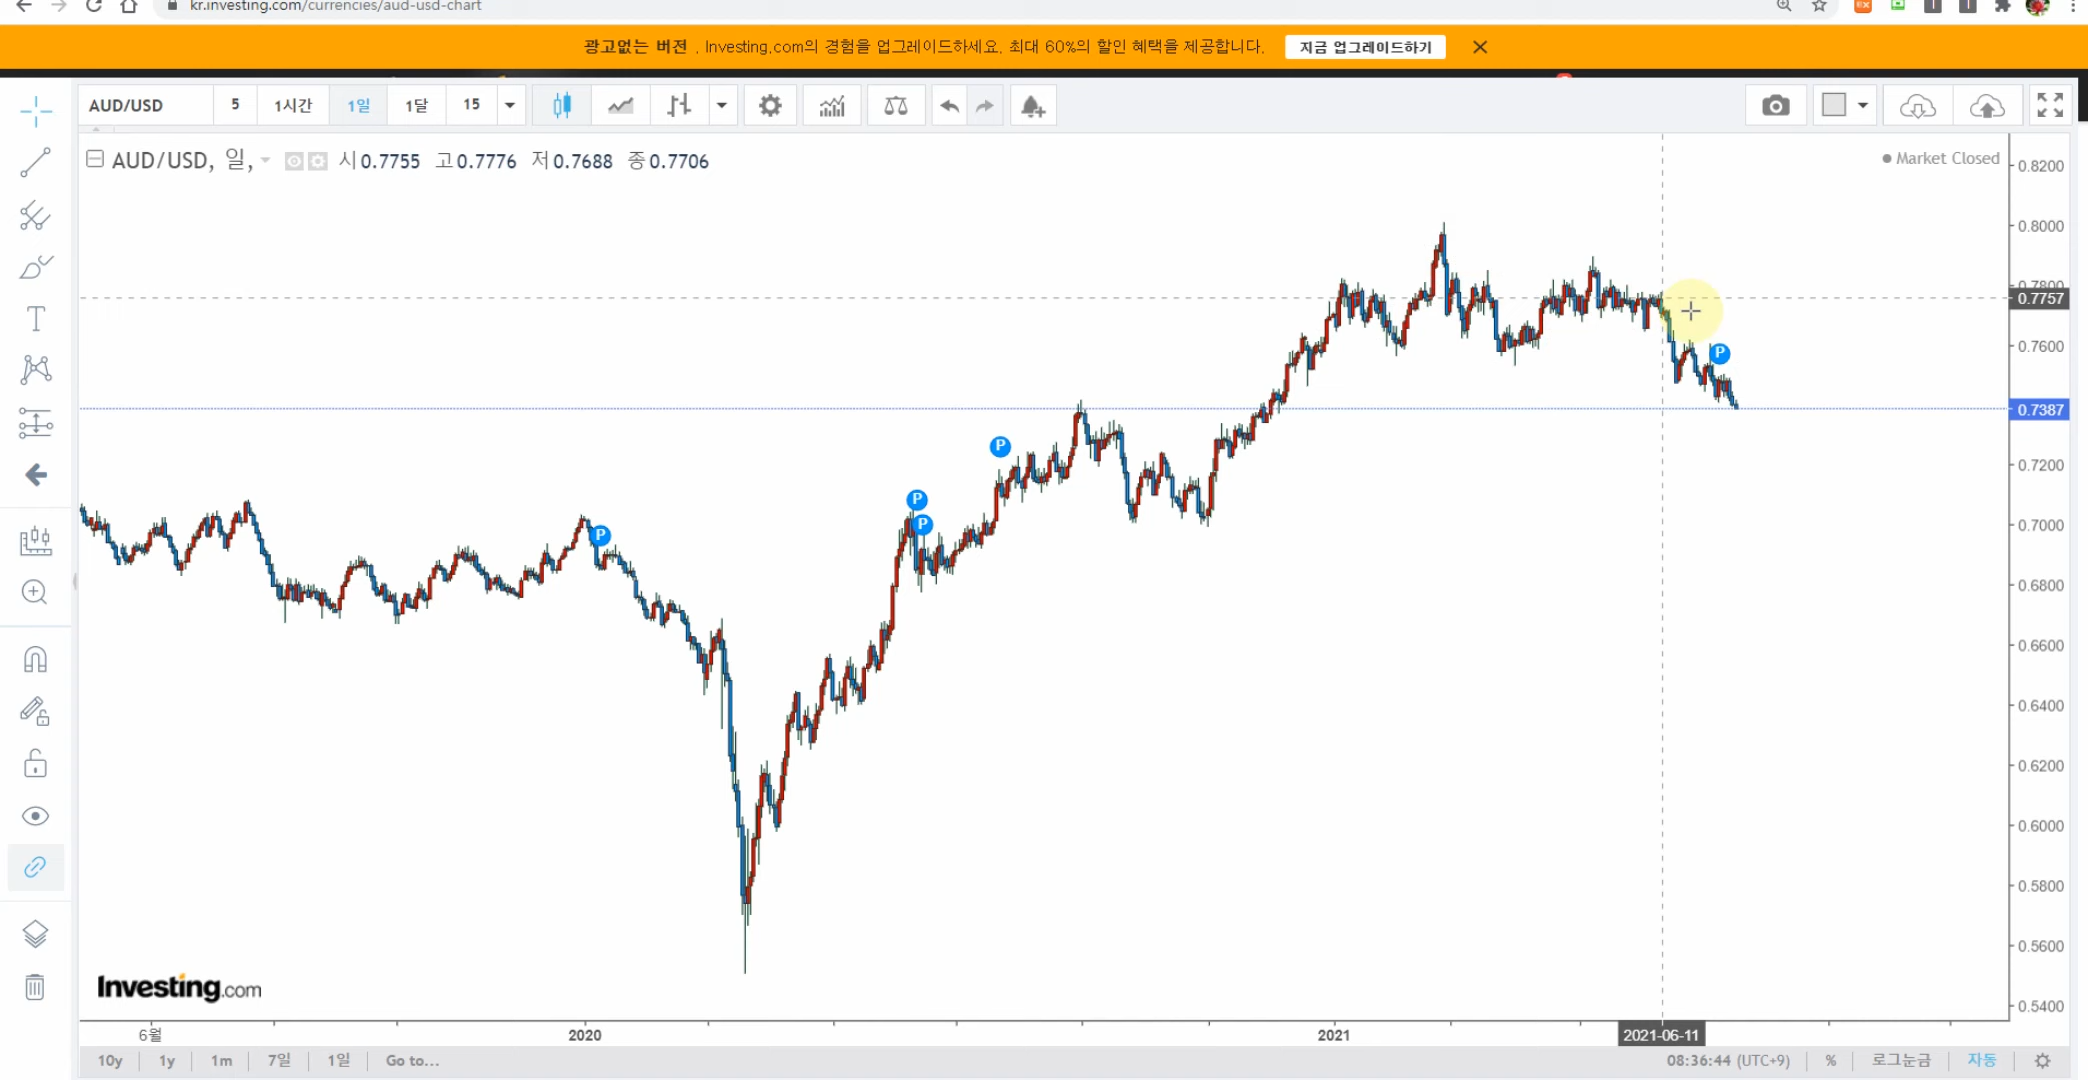 kr.investing.com/currencies/aud-usd-chart
광고없는 버전 . Investing.com의 경험을 업그레이드하세요. 최대 60%의 할인 혜택을 제공합니다. 지금 업그레이드하기
AUD/USD 5 1시간 1일 1달 15
AUD/USD, 일, 시 0.7755 고 0.7776 저 0.7688 종 0.7706
Market Closed
0.8200
0.8000
0.7800
0.7757
0.7600
P
0.7387
P
0.7200
P
P
0.7000
P
0.6800
0.6600
0.6400
0.6200
0.6000
0.5800
0.5600
Investing.com
0.5400
6월 2020 2021 2021-06-11
10y 1y 1m 7일 1일 Go to... 08:36:44 (UTC+9) % 로그눈금 자동